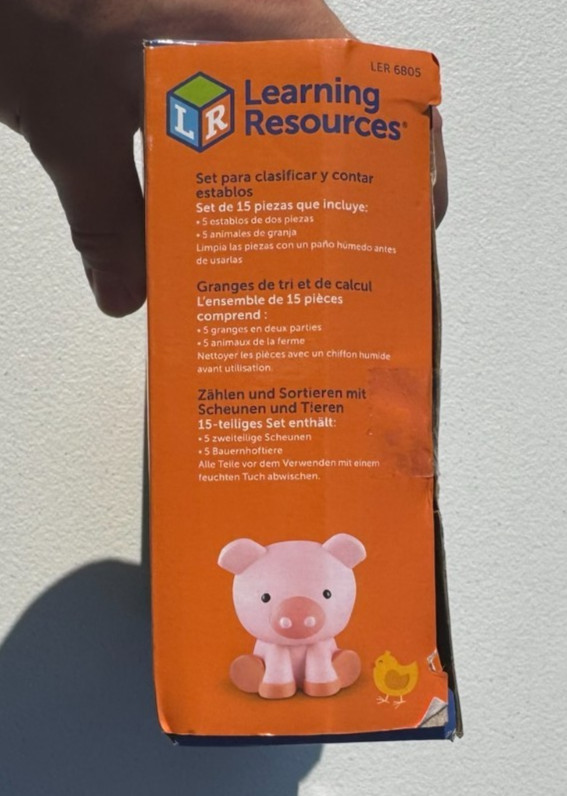 LER 6805
LR
Learning
Resources®
Set para clasificar y contar
establos
Set de 15 piezas que incluye:
• 5 establos de dos piezas
• 5 animales de granja
Limpia las piezas con un paño húmedo antes
de usarlas
Granges de tri et de calcul
L'ensemble de 15 pièces
comprend :
• 5 granges en deux parties
• 5 animaux de la ferme
Nettoyer les pièces avec un chiffon humide
avant utilisation.
Zählen und Sortieren mit
Scheunen und Tieren
15-teiliges Set enthält:
• 5 zweiteilige Scheunen
• 5 Bauernhoftiere
Alle Teile vor dem Verwenden mit einem
feuchten Tuch abwischen.